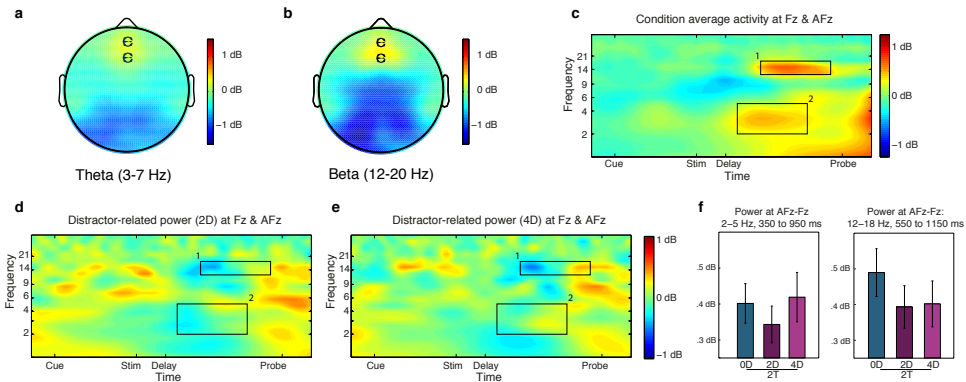 a
1 dB
0 dB
−1 dB
Theta (3-7 Hz)
b
1 dB
0 dB
−1 dB
Beta (12-20 Hz)
c
Condition average activity at Fz & AFz
Frequency
21
14
9
6
4
2
1
2
Cue
Stim
Delay
Probe
Time
1 dB
0 dB
−1 dB
d
Distractor-related power (2D) at Fz & AFz
Frequency
21
14
9
6
4
2
1
2
Cue
Stim
Delay
Probe
Time
e
Distractor-related power (4D) at Fz & AFz
Frequency
21
14
9
6
4
2
1
2
Cue
Stim
Delay
Probe
Time
1 dB
0 dB
−1 dB
f
Power at AFz-Fz:
2–5 Hz, 350 to 950 ms
.5 dB
.4 dB
.3 dB
0D
2D
4D
2T
Power at AFz-Fz:
12–18 Hz, 550 to 1150 ms
.5 dB
.4 dB
.3 dB
0D
2D
4D
2T